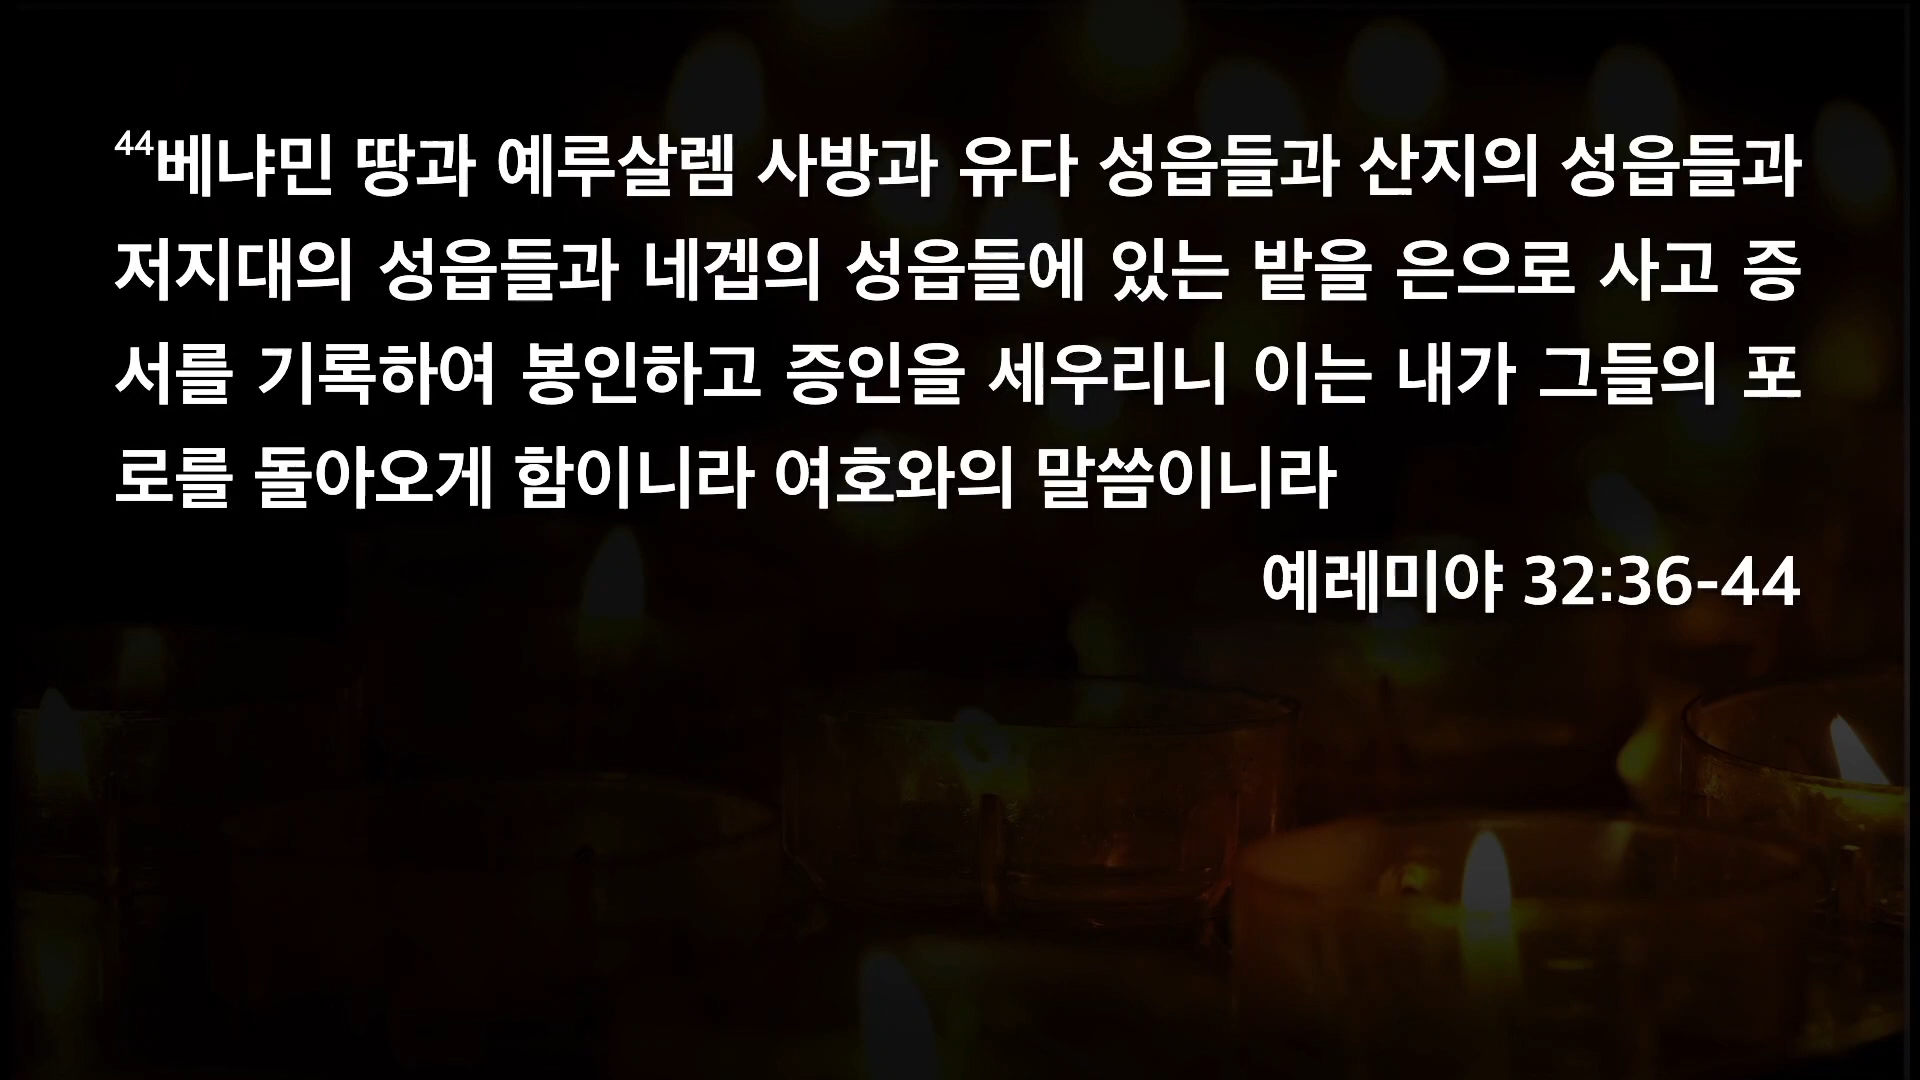 44베냐민 땅과 예루살렘 사방과 유다 성읍들과 산지의 성읍들과
저지대의 성읍들과 네겝의 성읍들에 있는 밭을 은으로 사고 증
서를 기록하여 봉인하고 증인을 세우리니 이는 내가 그들의 포
로를 돌아오게 함이니라 여호와의 말씀이니라
예레미야 32:36-44